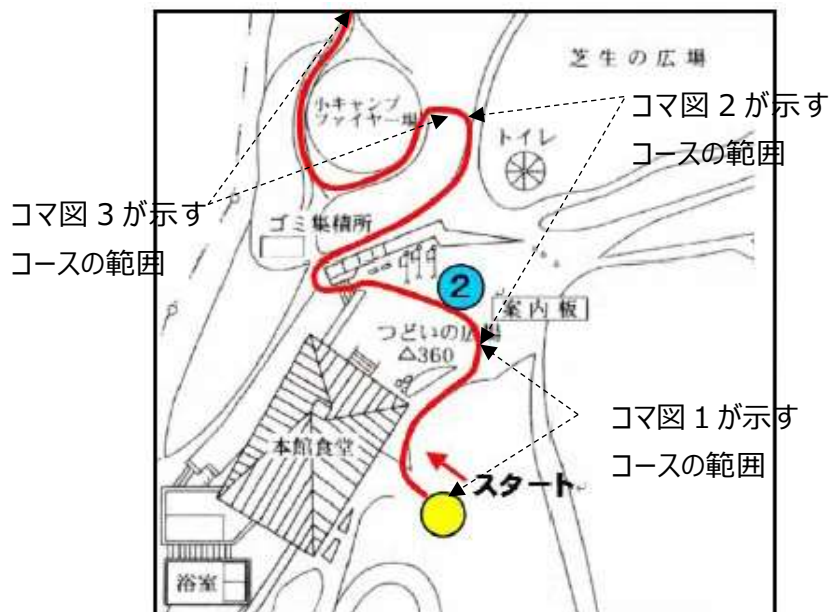 芝生の広場
小キャンプ
ファイヤー場
コマ図2が示す
コースの範囲
トイレ
コマ図3が示す
コースの範囲
ゴミ集積所
②
案内板
つどいの広場
△360
コマ図1が示す
コースの範囲
本館食堂
スタート
浴室